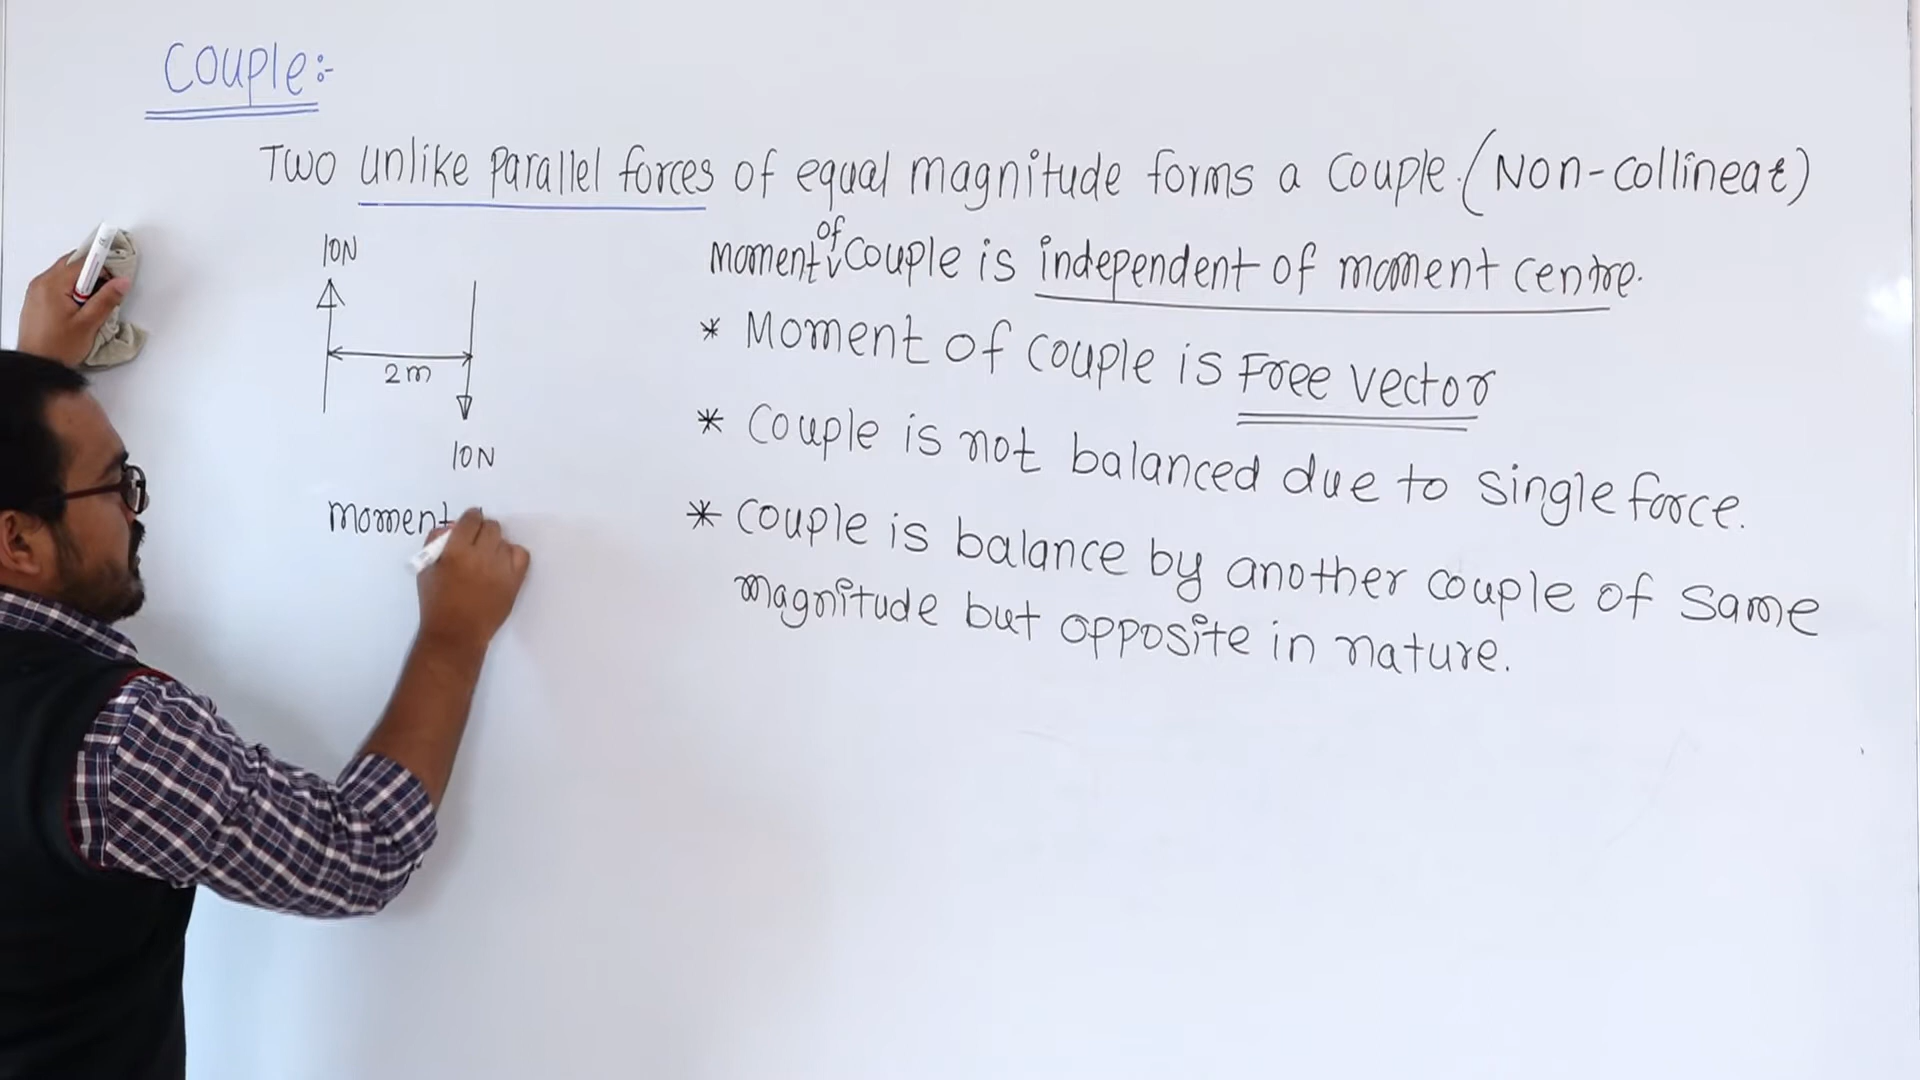 Couple:-
Two unlike parallel forces of equal magnitude forms a couple. (Non-collineat)
10N
2m
10N
moment
moment of couple is independent of moment centre.
* Moment of couple is Free vector
* Couple is not balanced due to single force.
* Couple is balance by another couple of same
magnitude but opposite in nature.